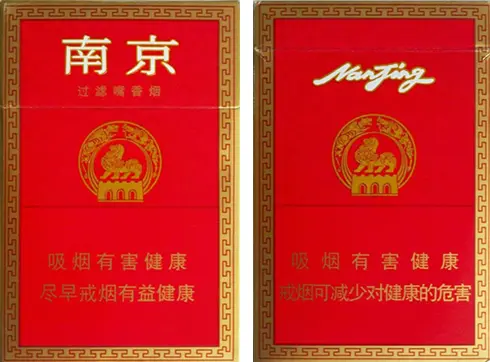 南京
过滤嘴香烟
吸烟有害健康
尽早戒烟有益健康
NanJing
吸烟有害健康
戒烟可减少对健康的危害